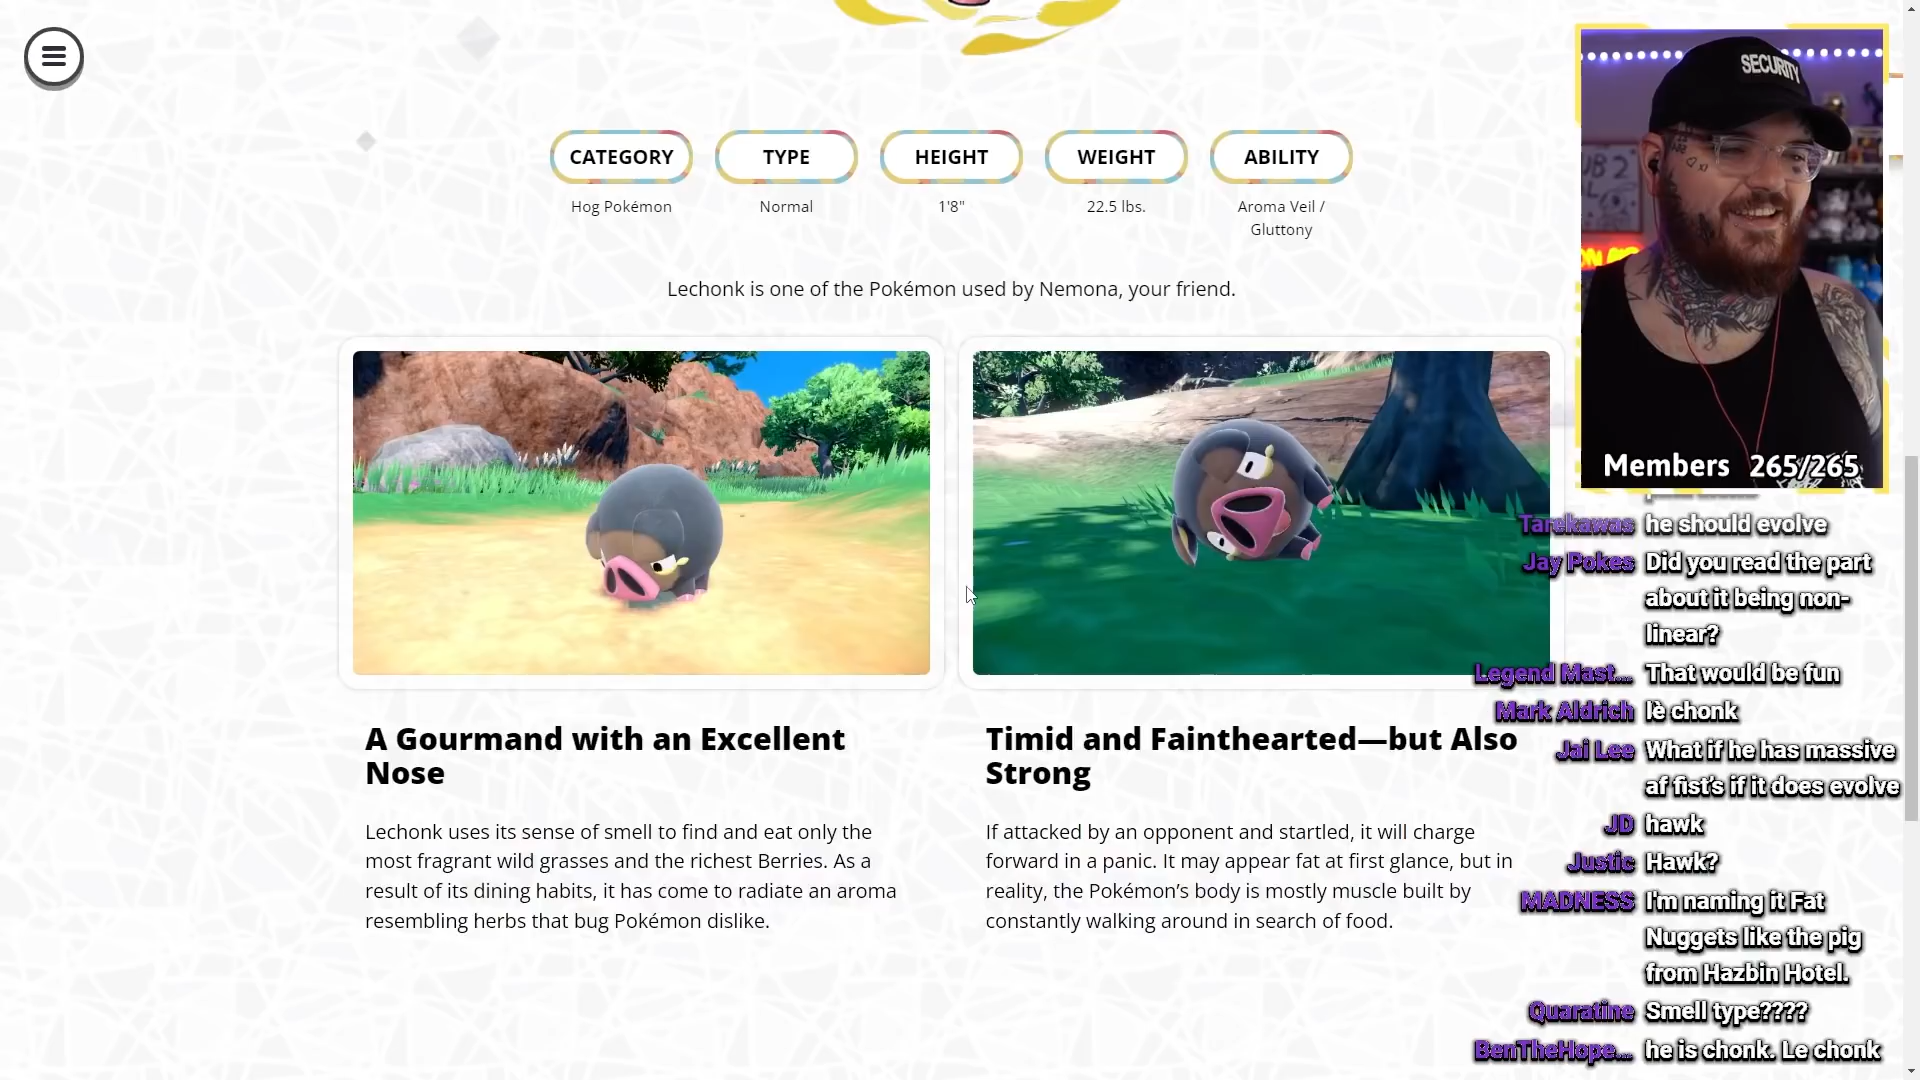 CATEGORY
TYPE
HEIGHT
WEIGHT
ABILITY
Hog Pokémon
Normal
1'8"
22.5 lbs.
Aroma Veil /
Gluttony
Lechonk is one of the Pokémon used by Nemona, your friend.
A Gourmand with an Excellent
Nose
Lechonk uses its sense of smell to find and eat only the
most fragrant wild grasses and the richest Berries. As a
result of its dining habits, it has come to radiate an aroma
resembling herbs that bug Pokémon dislike.
Timid and Fainthearted—but Also
Strong
If attacked by an opponent and startled, it will charge
forward in a panic. It may appear fat at first glance, but in
reality, the Pokémon's body is mostly muscle built by
constantly walking around in search of food.
SECURITY
Members 265/265
Tarekawas he should evolve
Jay Pokes Did you read the part
about it being non-
linear?
Legend Mast... That would be fun
Mark Aldrich lè chonk
Jai Lee What if he has massive
af fist's if it does evolve
JD hawk
Justic Hawk?
MADNESS I'm naming it Fat
Nuggets like the pig
from Hazbin Hotel.
Quaratine Smell type????
BenTheHope... he is chonk. Le chonk